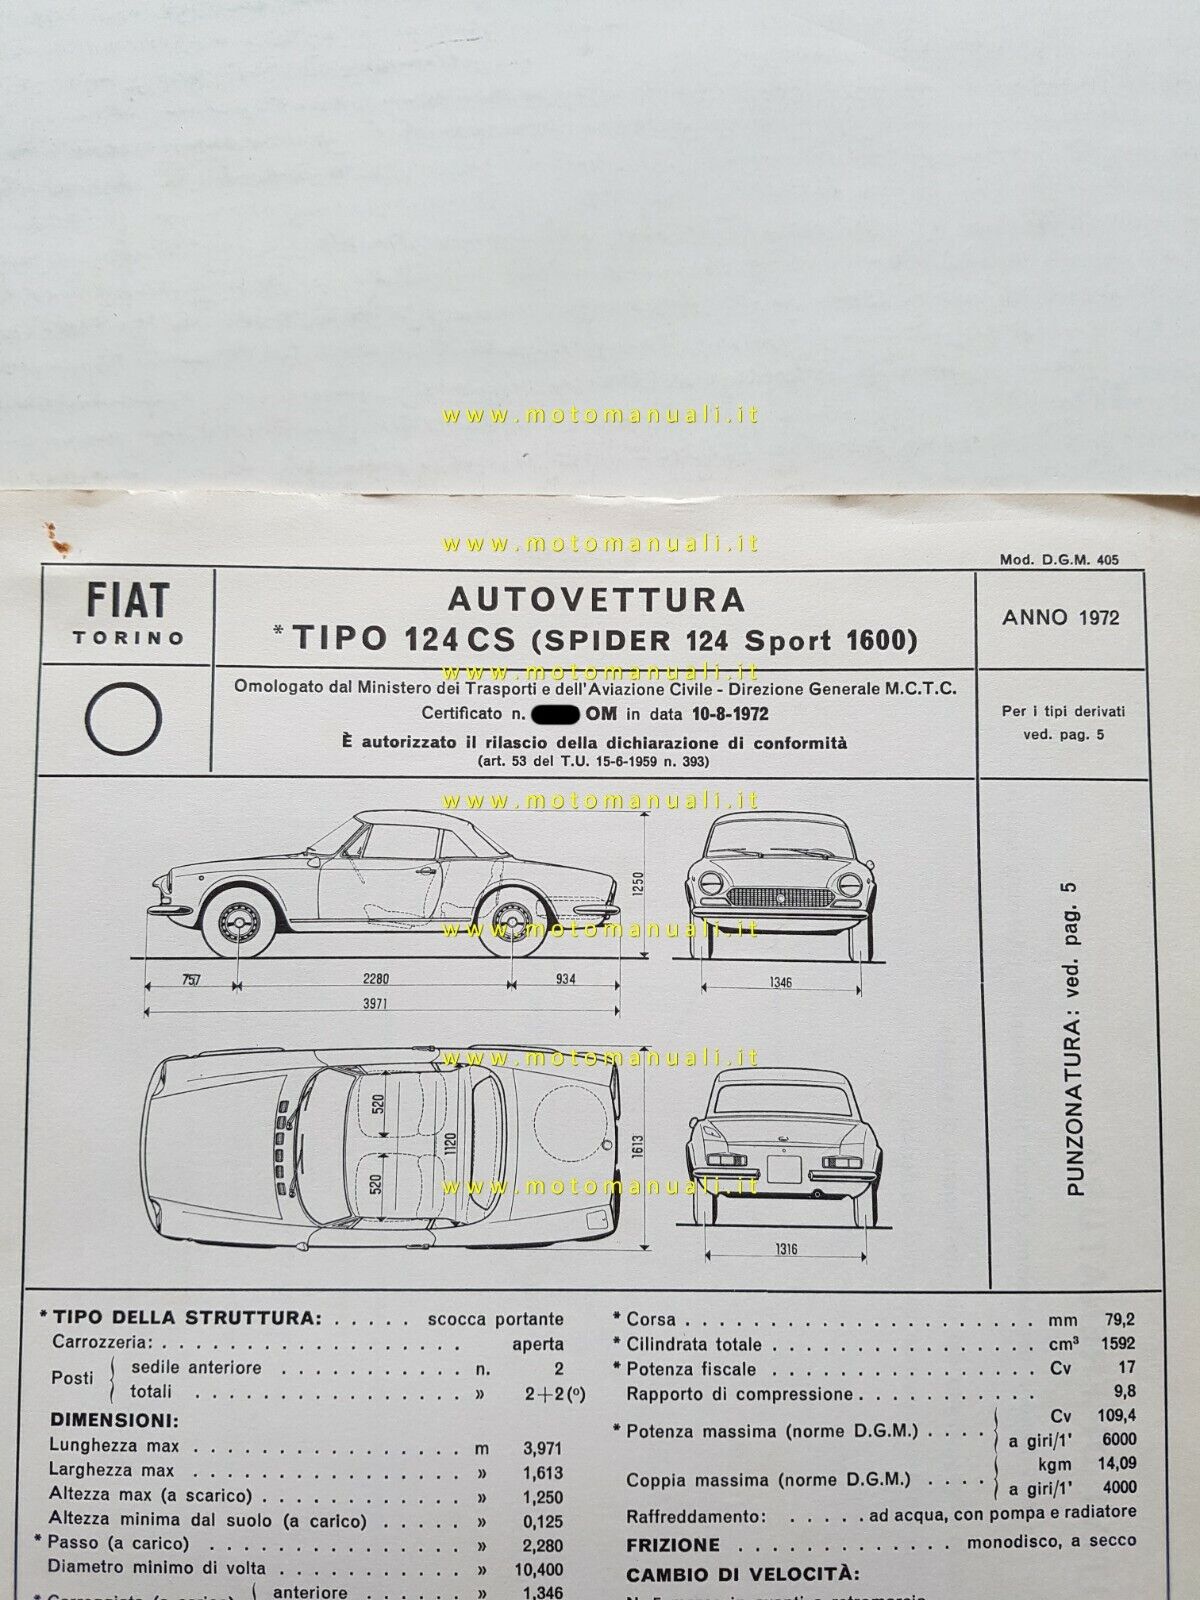 www.motomanuali.it
www.motomanuali.it
Mod. D.G.M. 405
FIAT
TORINO
AUTOVETTURA
*TIPO 124 CS (SPIDER 124 Sport 1600)
ANNO 1972
www.motomanuali.it
Omologato dal Ministero dei Trasporti e dell'Aviazione Civile - Direzione Generale M.C.T.C.
Certificato n. OM in data 10-8-1972
È autorizzato il rilascio della dichiarazione di conformità
(art. 53 del T.U. 15-6-1959 n. 393)
Per i tipi derivati
ved. pag. 5
www.motomanuali.it
1250
www.motomanuali.it
757
2280
934
1346
3971
PUNZONATURA: ved. pag. 5
www.motomanuali.it
520
1120
1613
520
www.motomanuali.it
1316
* TIPO DELLA STRUTTURA: ..... scocca portante
Carrozzeria: .................. aperta
Posti
sedile anteriore ............ n. 2
totali ................ » 2+2(º)
DIMENSIONI:
Lunghezza max ................ m 3,971
Larghezza max ................ » 1,613
Altezza max (a scarico) ............ » 1,250
Altezza minima dal suolo (a carico) ..... » 0,125
* Passo (a carico) ............... » 2,280
Diametro minimo di volta ............ » 10,400
anteriore ....... » 1,346
* Corsa ........................ mm 79,2
* Cilindrata totale ................. cm³ 1592
* Potenza fiscale .................. Cv 17
Rapporto di compressione ............ 9,8
* Potenza massima (norme D.G.M.) ....
Cv 109,4
a giri/1' 6000
Coppia massima (norme D.G.M.) ....
kgm 14,09
a giri/1' 4000
Raffreddamento: ..... ad acqua, con pompa e radiatore
FRIZIONE ............. monodisco, a secco
CAMBIO DI VELOCITÀ: